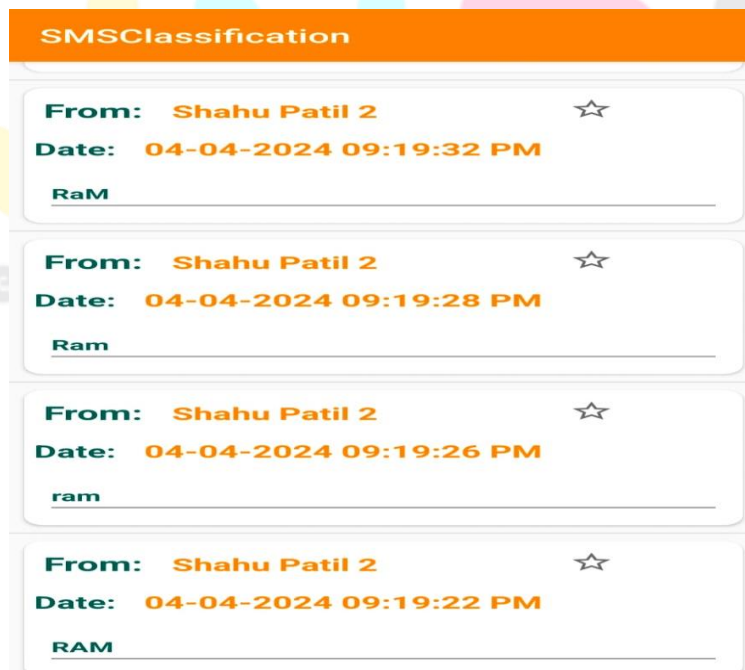 SMSClassification
From: Shahu Patil 2
Date: 04-04-2024 09:19:32 PM
RaM
From: Shahu Patil 2
Date: 04-04-2024 09:19:28 PM
Ram
From: Shahu Patil 2
Date: 04-04-2024 09:19:26 PM
ram
From: Shahu Patil 2
Date: 04-04-2024 09:19:22 PM
RAM